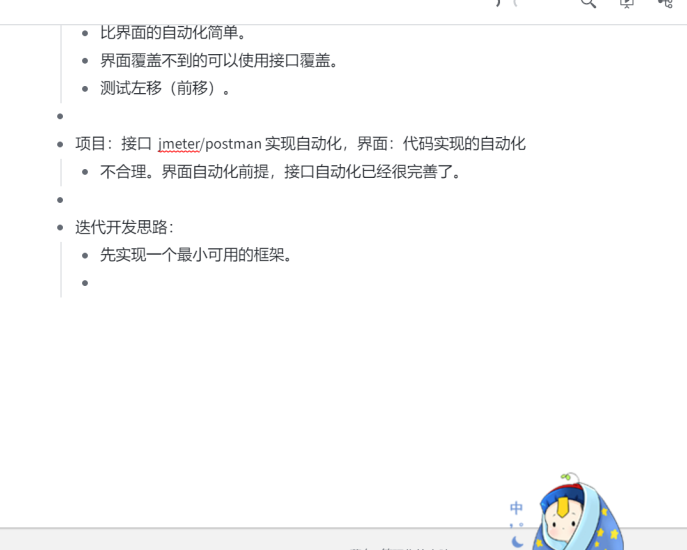 比界面的自动化简单。
界面覆盖不到的可以使用接口覆盖。
测试左移（前移）。
项目：接口 jmeter/postman 实现自动化，界面：代码实现的自动化
不合理。界面自动化前提，接口自动化已经很完善了。
迭代开发思路：
先实现一个最小可用的框架。
中